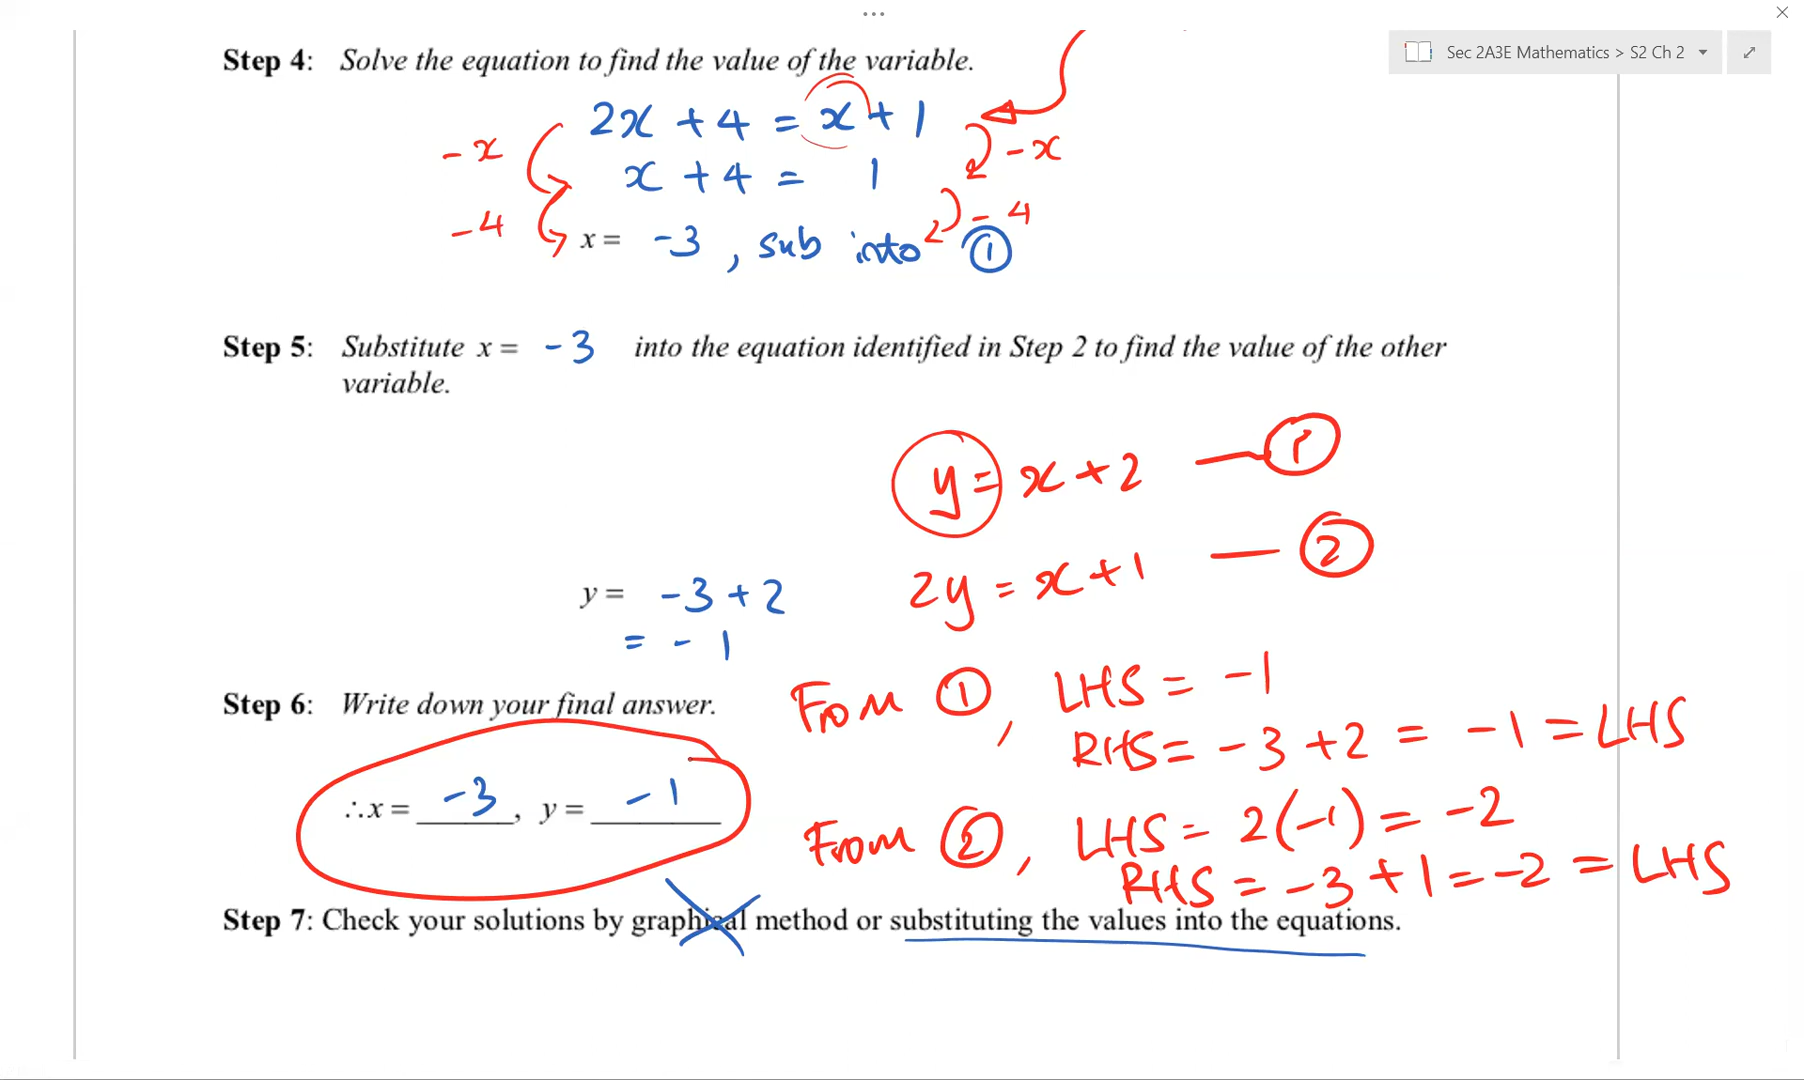 Sec 2A3E Mathematics > S2 Ch 2
Step 4: Solve the equation to find the value of the variable.
2x + 4 = x + 1
-x
-x
x + 4 = 1
-4
-4
x = -3, sub into ①
Step 5: Substitute x = -3 into the equation identified in Step 2 to find the value of the other
variable.
y = x + 2 — ①
2y = x + 1 — ②
y = -3 + 2
= -1
Step 6: Write down your final answer.
From ①, LHS = -1
RHS = -3 + 2 = -1 = LHS
∴ x = -3, y = -1
From ②, LHS = 2(-1) = -2
RHS = -3 + 1 = -2 = LHS
Step 7: Check your solutions by graphical method or substituting the values into the equations.